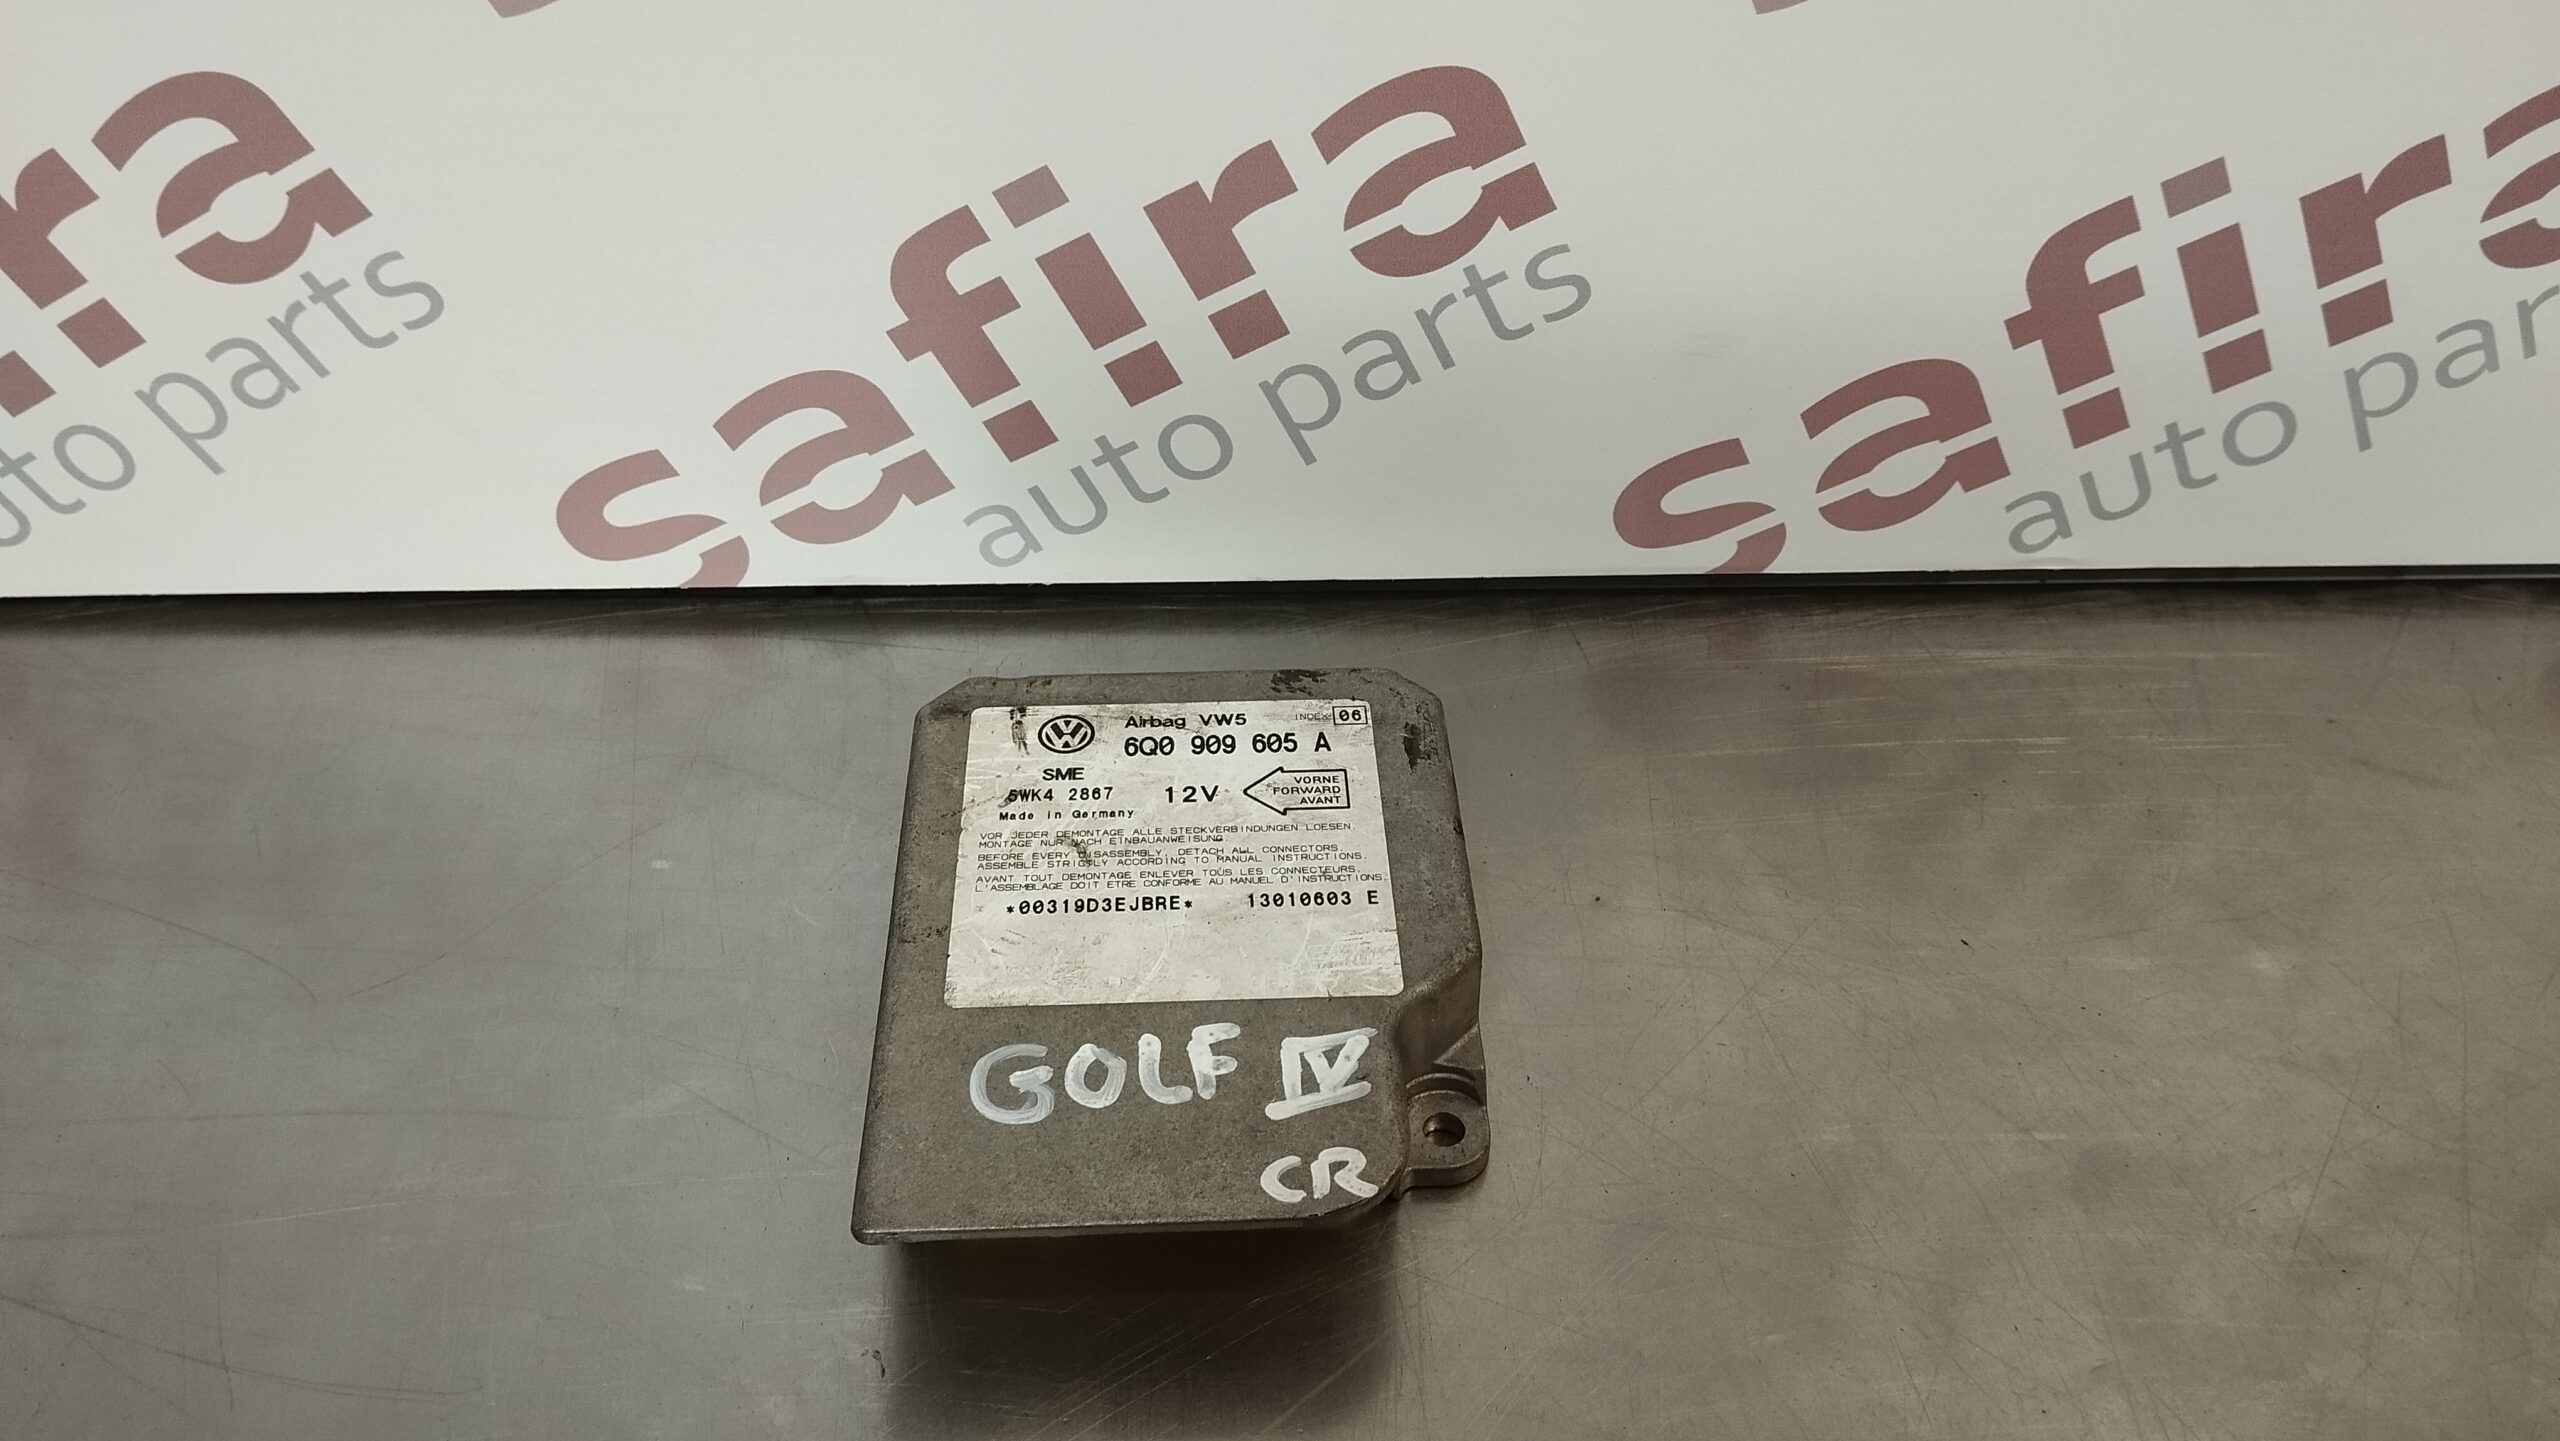 safira
auto parts
ira
auto parts
safira
auto par
Airbag VW5
INDEX 06
6Q0 909 605 A
SME
5WK4 2867
12V
VORNE
FORWARD
AVANT
Made in Germany
VOR JEDER DEMONTAGE ALLE STECKVERBINDUNGEN LOESEN.
MONTAGE NUR NACH EINBAUANWEISUNG.
BEFORE EVERY DISASSEMBLY, DETACH ALL CONNECTORS.
ASSEMBLE STRICTLY ACCORDING TO MANUAL INSTRUCTIONS.
AVANT TOUT DEMONTAGE ENLEVER TOUS LES CONNECTEURS.
L'ASSEMBLAGE DOIT ETRE CONFORME AU MANUEL D'INSTRUCTIONS.
*00319D3EJBRE* 13010603 E
GOLF IV
CR